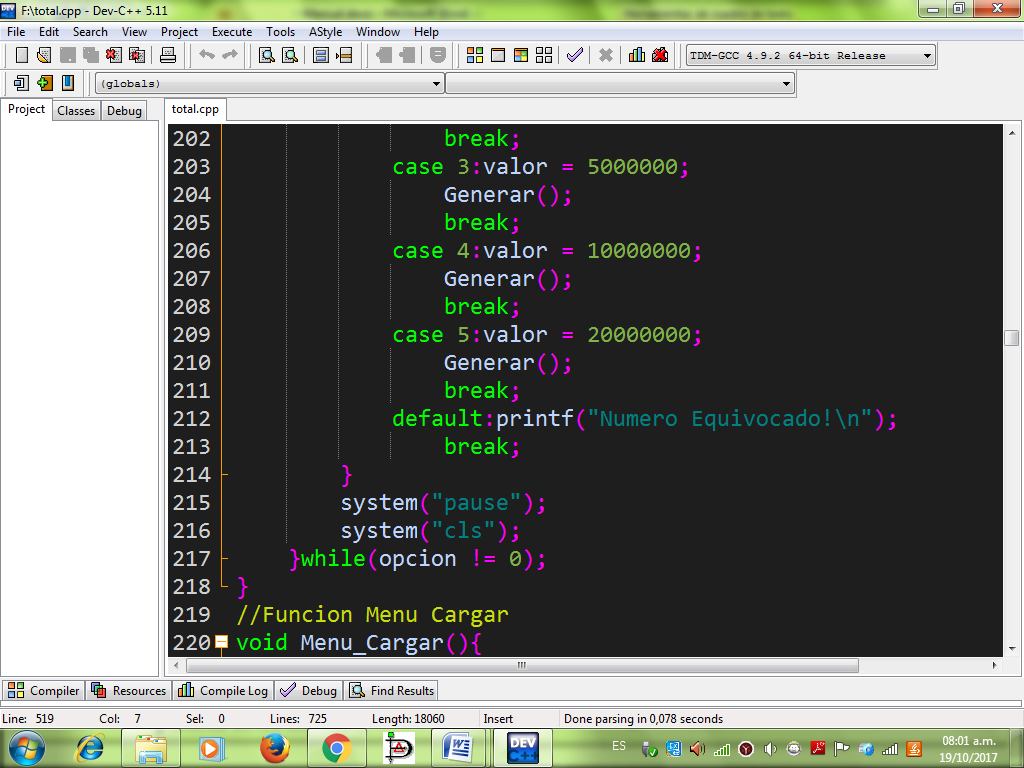 F:\total.cpp - Dev-C++ 5.11
File Edit Search View Project Execute Tools AStyle Window Help
TDM-GCC 4.9.2 64-bit Release
(globals)
Project Classes Debug
total.cpp
202 break;
203 case 3:valor = 5000000;
204 Generar();
205 break;
206 case 4:valor = 10000000;
207 Generar();
208 break;
209 case 5:valor = 20000000;
210 Generar();
211 break;
212 default:printf("Numero Equivocado!\n");
213 break;
214 }
215 system("pause");
216 system("cls");
217 }while(opcion != 0);
218 }
219 //Funcion Menu Cargar
220 void Menu_Cargar(){
Compiler Resources Compile Log Debug Find Results
Line: 519 Col: 7 Sel: 0 Lines: 725 Length: 18060 Insert Done parsing in 0,078 seconds
DEV C++
ES
08:01 a.m.
19/10/2017